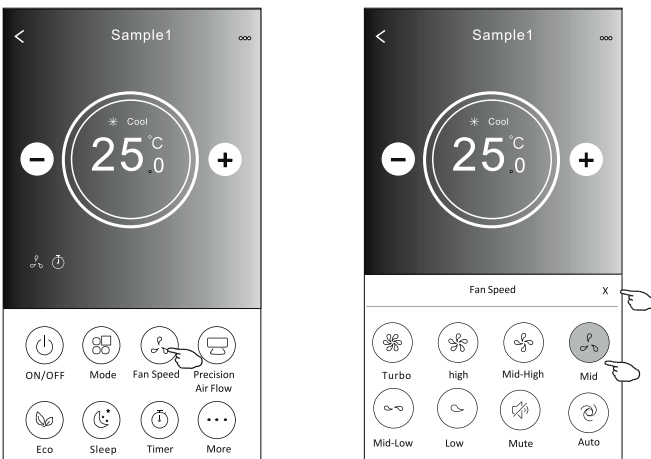 Sample1
Cool
25.0 °C
ON/OFF Mode Fan Speed Precision
Air Flow
Eco Sleep Timer More
Sample1
Cool
25.0 °C
Fan Speed X
Turbo high Mid-High Mid
Mid-Low Low Mute Auto